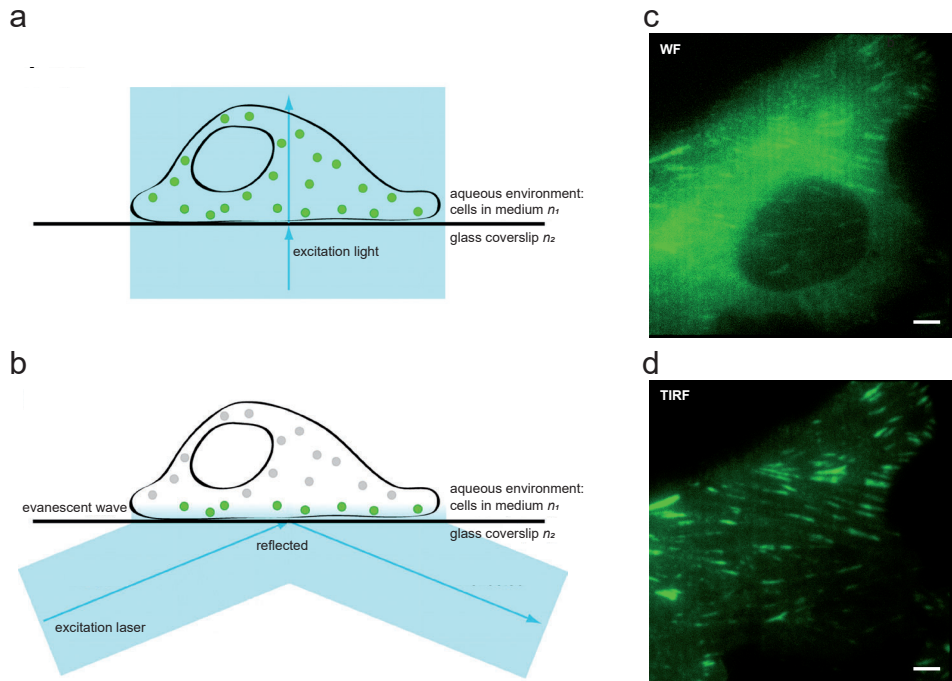 a
aqueous environment:
cells in medium n₁
glass coverslip n₂
excitation light
b
evanescent wave
aqueous environment:
cells in medium n₁
glass coverslip n₂
reflected
excitation laser
c
WF
d
TIRF